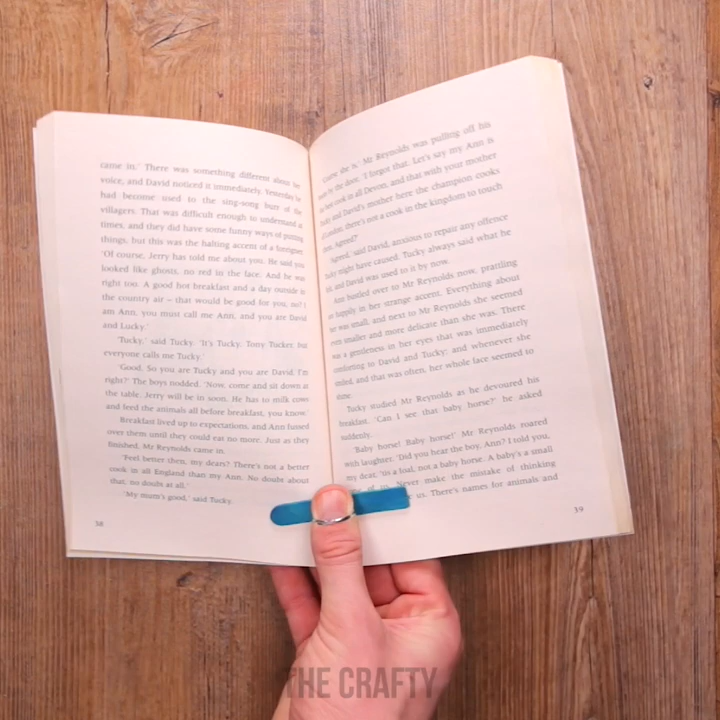 came in.' There was something different about her
voice, and David noticed it immediately. Yesterday he
had become used to the sing-song burr of the
villagers. That was difficult enough to understand at
times, and they did have some funny ways of putting
things, but this was the halting accent of a foreigner.
'Of course, Jerry has told me about you. He said you
looked like ghosts, no red in the face. And he was
right too. A good hot breakfast and a day outside in
the country air – that would be good for you, no? I
am Ann, you must call me Ann, and you are David
and Lucky.'
'Tucky,' said Tucky. 'It's Tucky, Tony Tucker but
everyone calls me Tucky.'
'Good. So you are Tucky and you are David. I'm
right?' The boys nodded. 'Now, come and sit down at
the table. Jerry will be in soon. He has to milk cows
and feed the animals all before breakfast, you know.'
Breakfast lived up to expectations, and Ann fussed
over them until they could eat no more. Just as they
finished, Mr Reynolds came in.
'Feel better then, my dears? There's not a better
cook in all England than my Ann. No doubt about
that, no doubts at all.'
'My mum's good,' said Tucky.
38
course she is.' Mr Reynolds was pulling off his
by the door. 'I forgot that. Let's say my Ann is
best cook in all Devon, and that with your mother
and David's mother here the champion cooks
London, there's not a cook in the kingdom to touch
Agreed?'
'Agreed,' said David, anxious to repair any offence
Tucky might have caused. Tucky always said what he
and David was used to it by now.
Ann bustled over to Mr Reynolds now, prattling
happily in her strange accent. Everything about
her was small, and next to Mr Reynolds she seemed
even smaller and more delicate than she was. There
was a gentleness in her eyes that was immediately
comforting to David and Tucky; and whenever she
smiled, and that was often, her whole face seemed to
time.
Tucky studied Mr Reynolds as he devoured his
breakfast. 'Can I see that baby horse?' he asked
suddenly.
'Baby horse! Baby horse!' Mr Reynolds roared
with laughter. 'Did you hear the boy, Ann? I told you,
my dear, 'tis a foal, not a baby horse. A baby's a small
Never make the mistake of thinking
us. There's names for animals and
39
THE CRAFTY